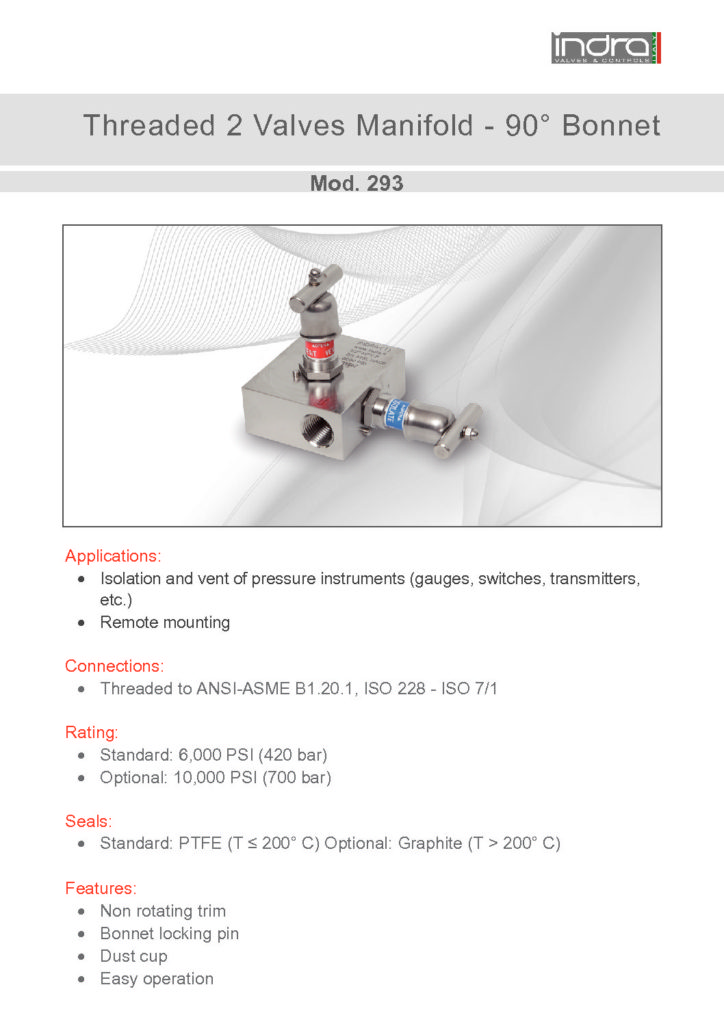 indra
VALVES & CONTROLS
ITALY
Threaded 2 Valves Manifold - 90° Bonnet
Mod. 293
Applications:
• Isolation and vent of pressure instruments (gauges, switches, transmitters,
etc.)
• Remote mounting
Connections:
• Threaded to ANSI-ASME B1.20.1, ISO 228 - ISO 7/1
Rating:
• Standard: 6,000 PSI (420 bar)
• Optional: 10,000 PSI (700 bar)
Seals:
• Standard: PTFE (T ≤ 200° C) Optional: Graphite (T > 200° C)
Features:
• Non rotating trim
• Bonnet locking pin
• Dust cup
• Easy operation